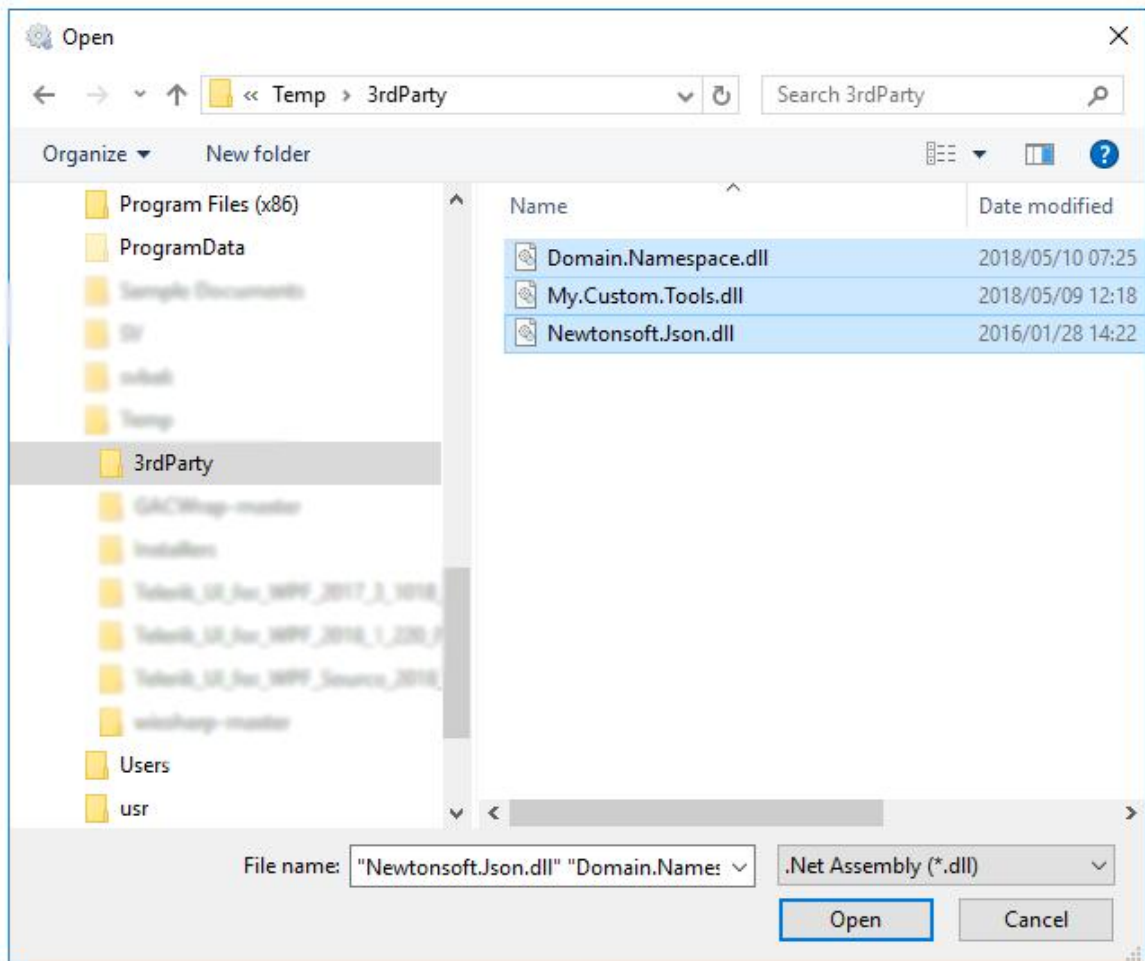 Open
« Temp › 3rdParty
Search 3rdParty
Organize
New folder
Program Files (x86)
ProgramData
3rdParty
Users
usr
Name
Date modified
Domain.Namespace.dll
2018/05/10 07:25
My.Custom.Tools.dll
2018/05/09 12:18
Newtonsoft.Json.dll
2016/01/28 14:22
File name:
"Newtonsoft.Json.dll" "Domain.Names
.Net Assembly (*.dll)
Open
Cancel